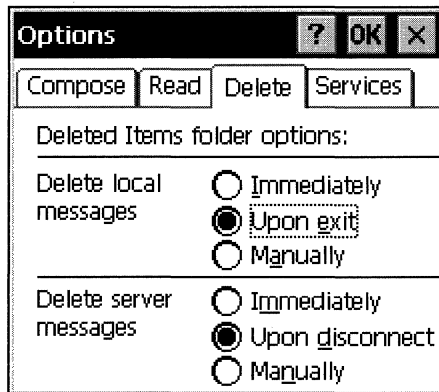 Options ? OK ×
Compose Read Delete Services
Deleted Items folder options:
Delete local messages
Immediately
Upon exit
Manually
Delete server messages
Immediately
Upon disconnect
Manually